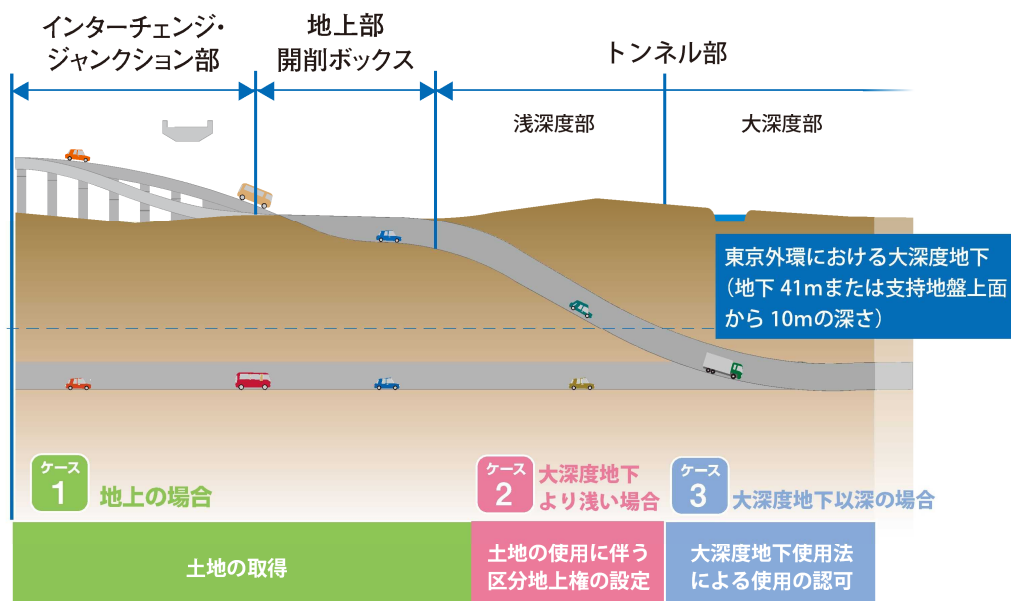 インターチェンジ・
ジャンクション部
地上部
開削ボックス
トンネル部
浅深度部
大深度部
東京外環における大深度地下
（地下 41mまたは支持地盤上面
から 10mの深さ）
ケース
1
地上の場合
ケース
2
大深度地下
より浅い場合
ケース
3
大深度地下以深の場合
土地の取得
土地の使用に伴う
区分地上権の設定
大深度地下使用法
による使用の認可